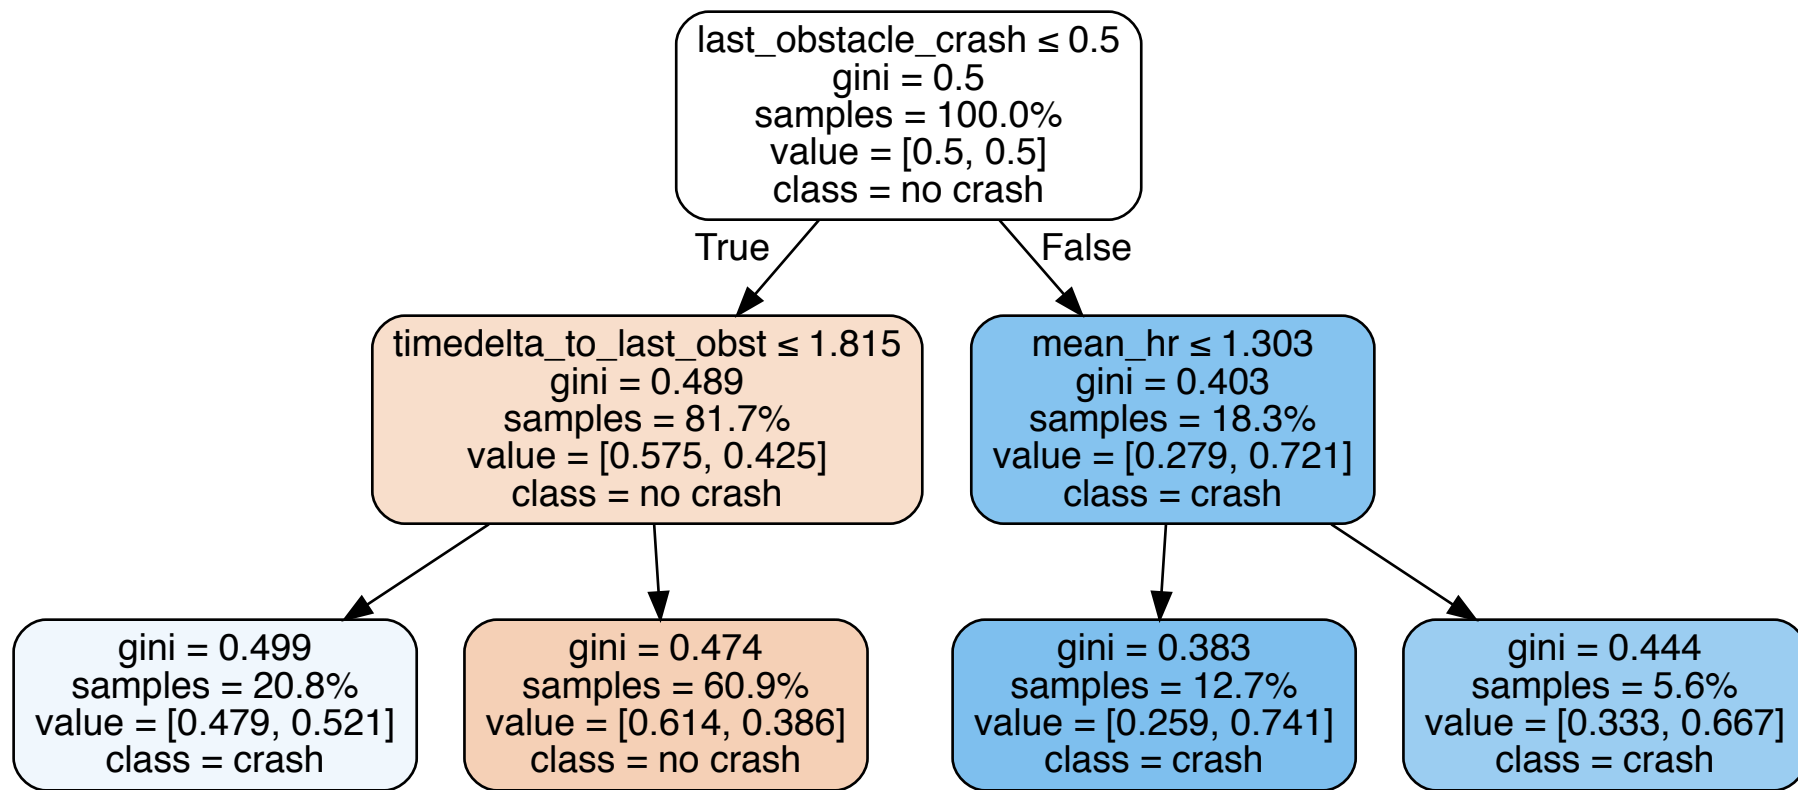 last_obstacle_crash ≤ 0.5
gini = 0.5
samples = 100.0%
value = [0.5, 0.5]
class = no crash
True
False
timedelta_to_last_obst ≤ 1.815
gini = 0.489
samples = 81.7%
value = [0.575, 0.425]
class = no crash
mean_hr ≤ 1.303
gini = 0.403
samples = 18.3%
value = [0.279, 0.721]
class = crash
gini = 0.499
samples = 20.8%
value = [0.479, 0.521]
class = crash
gini = 0.474
samples = 60.9%
value = [0.614, 0.386]
class = no crash
gini = 0.383
samples = 12.7%
value = [0.259, 0.741]
class = crash
gini = 0.444
samples = 5.6%
value = [0.333, 0.667]
class = crash